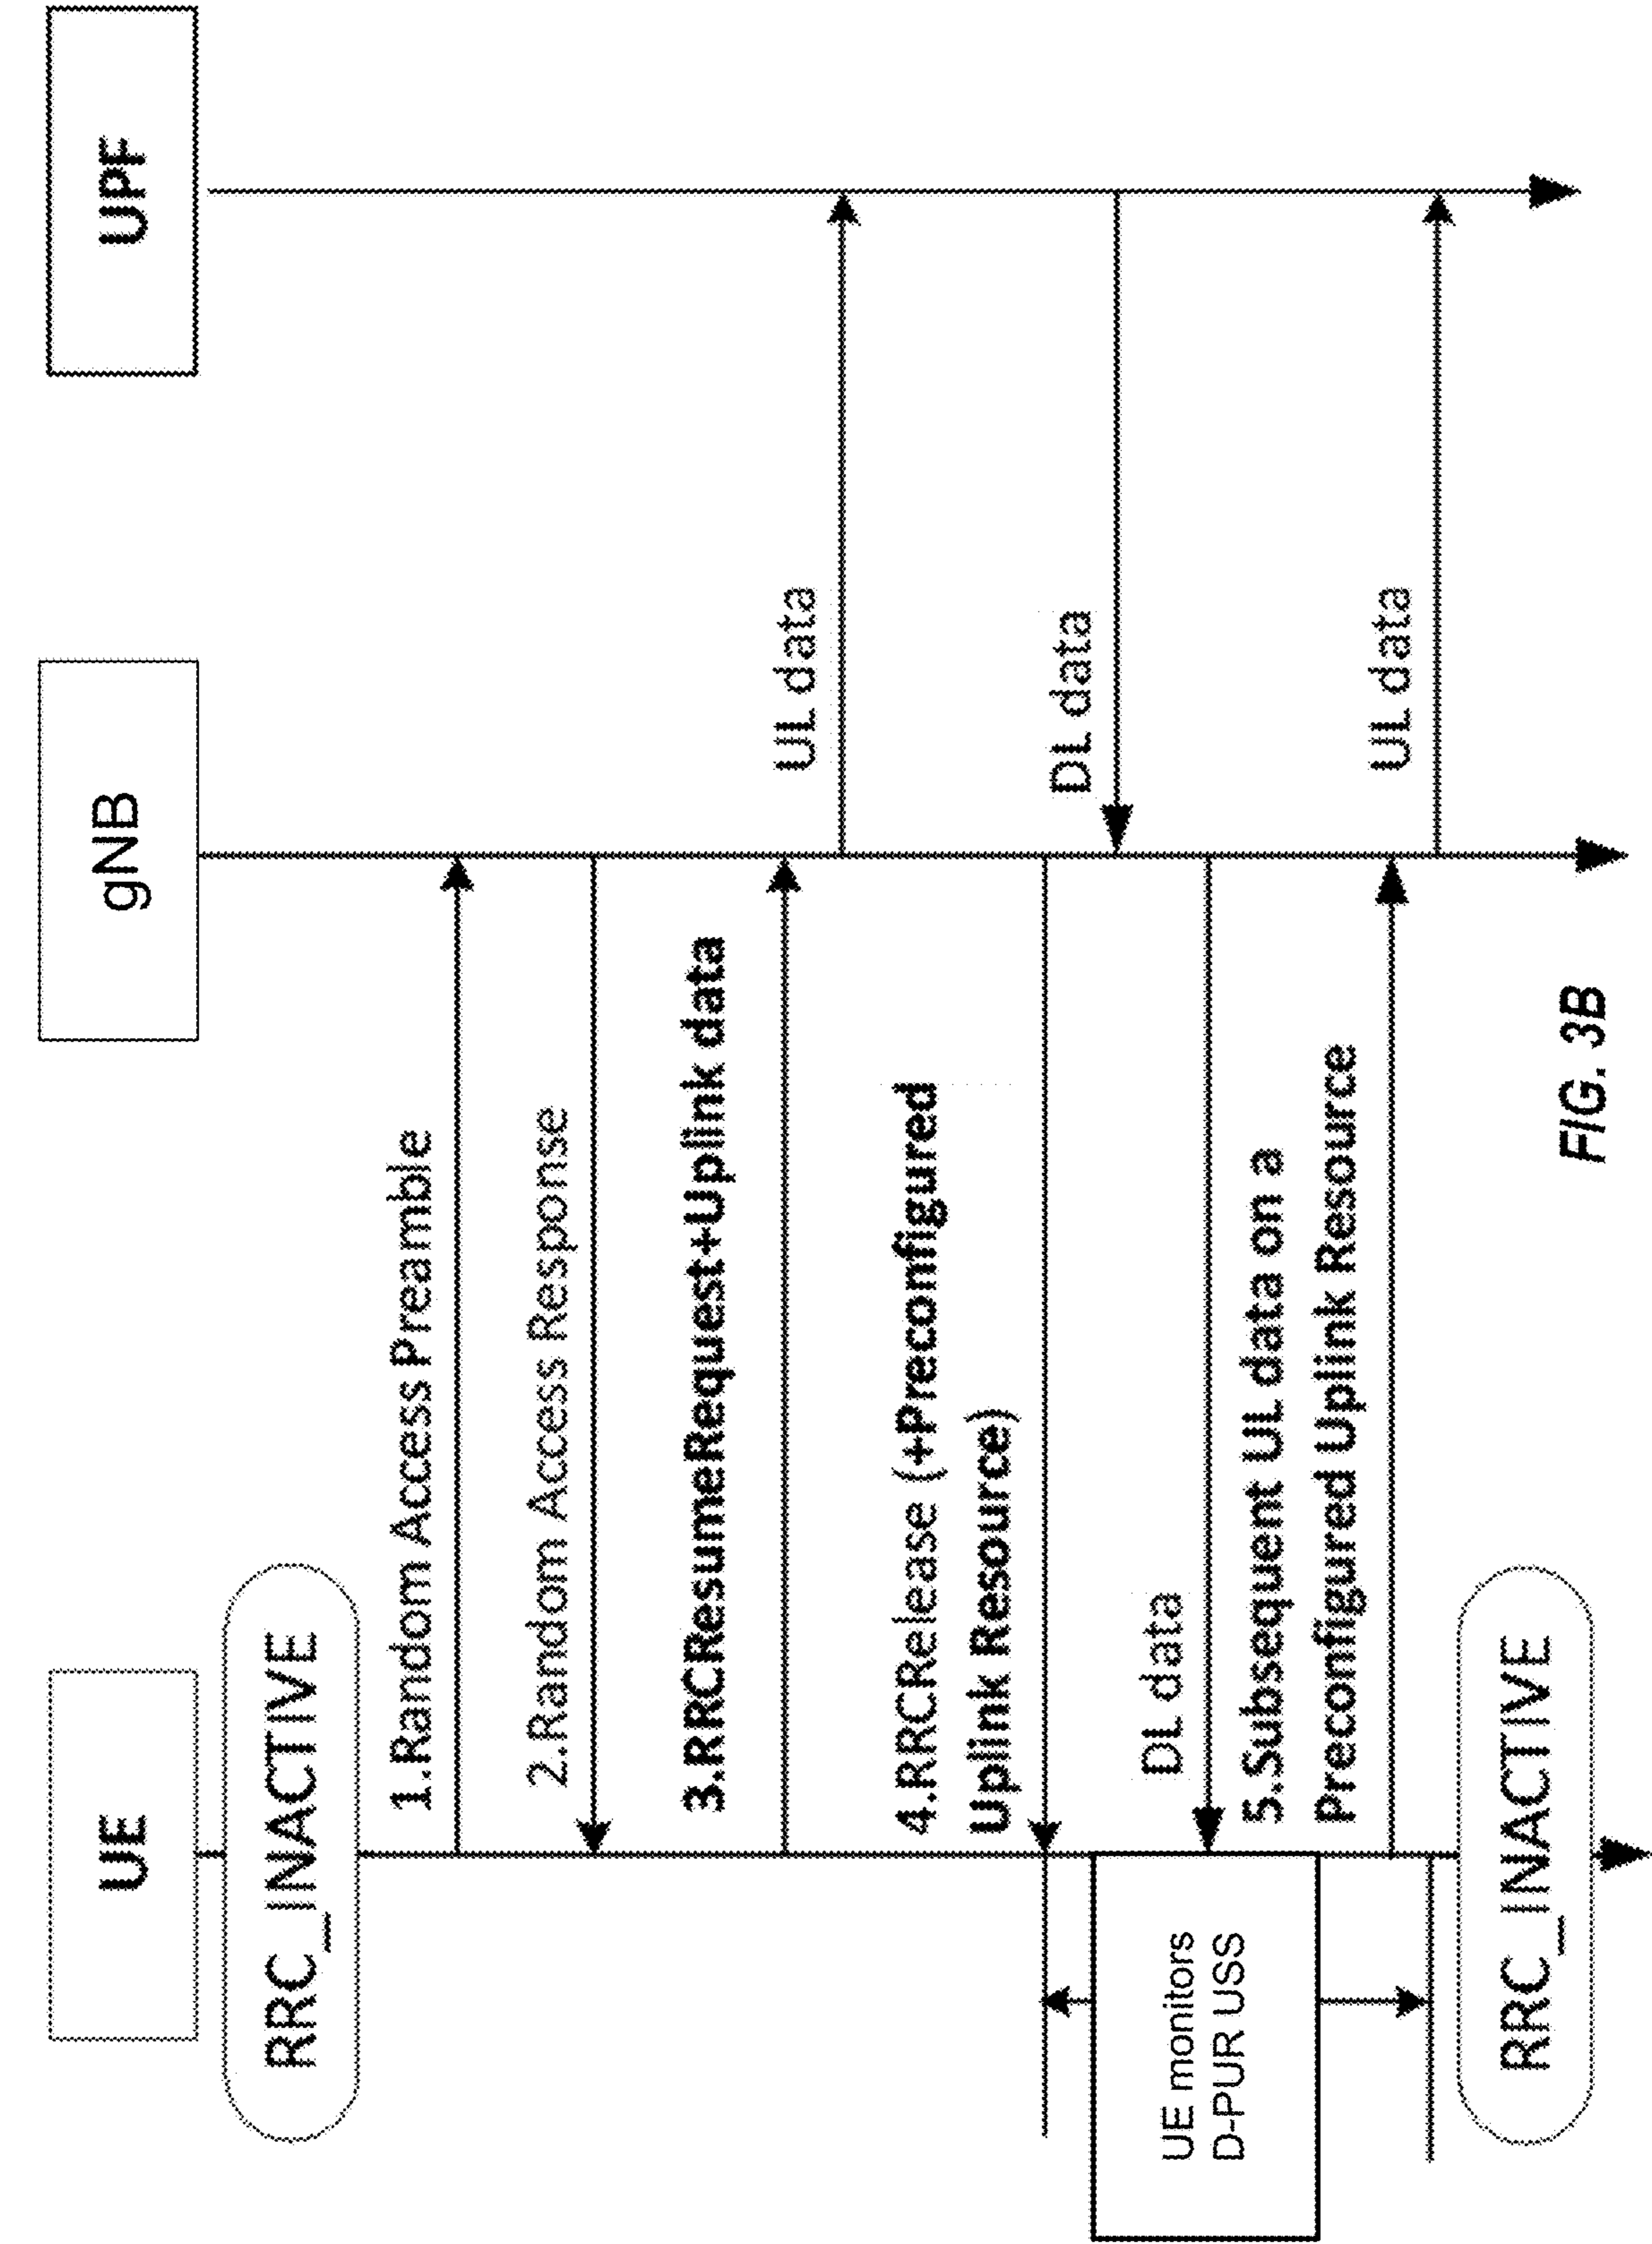 UE
gNB
UPF
RRC_INACTIVE
1.Random Access Preamble
2.Random Access Response
3.RRCResumeRequest+Uplink data
UL data
4.RRCRelease (+Preconfigured
Uplink Resource)
DL data
UE monitors
D-PUR USS
DL data
5.Subsequent UL data on a
Preconfigured Uplink Resource
UL data
RRC_INACTIVE
FIG. 3B